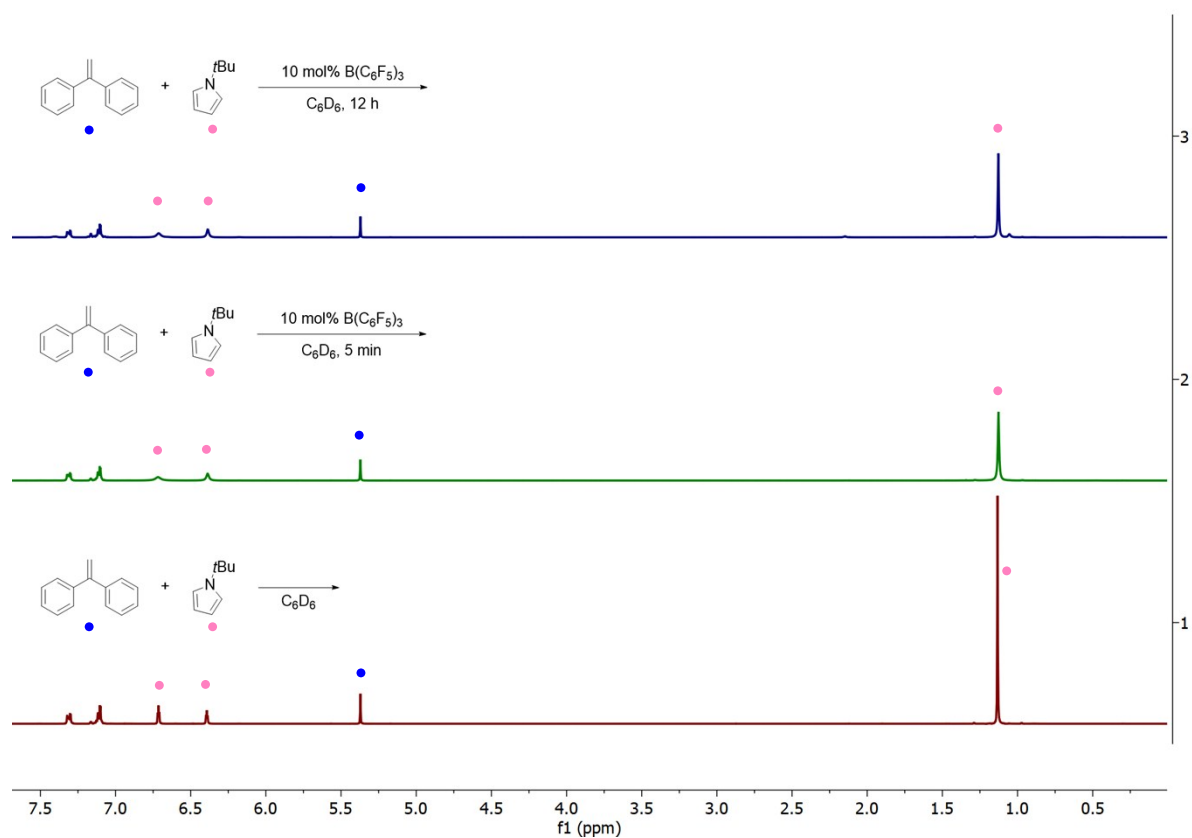 tBu
N
+
10 mol% B(C₆F₅)₃
C₆D₆, 12 h
3
tBu
N
+
10 mol% B(C₆F₅)₃
C₆D₆, 5 min
2
tBu
N
+
C₆D₆
1
7.5 7.0 6.5 6.0 5.5 5.0 4.5 4.0 3.5 3.0 2.5 2.0 1.5 1.0 0.5
f1 (ppm)